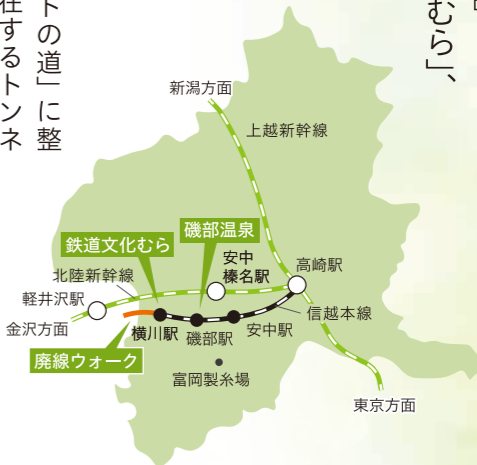 むら」、
トの道」に整
在するトンネ
新潟方面
上越新幹線
磯部温泉
鉄道文化むら
安中
榛名駅
高崎駅
北陸新幹線
軽井沢駅
信越本線
金沢方面
横川駅
磯部駅
安中駅
廃線ウォーク
富岡製糸場
東京方面